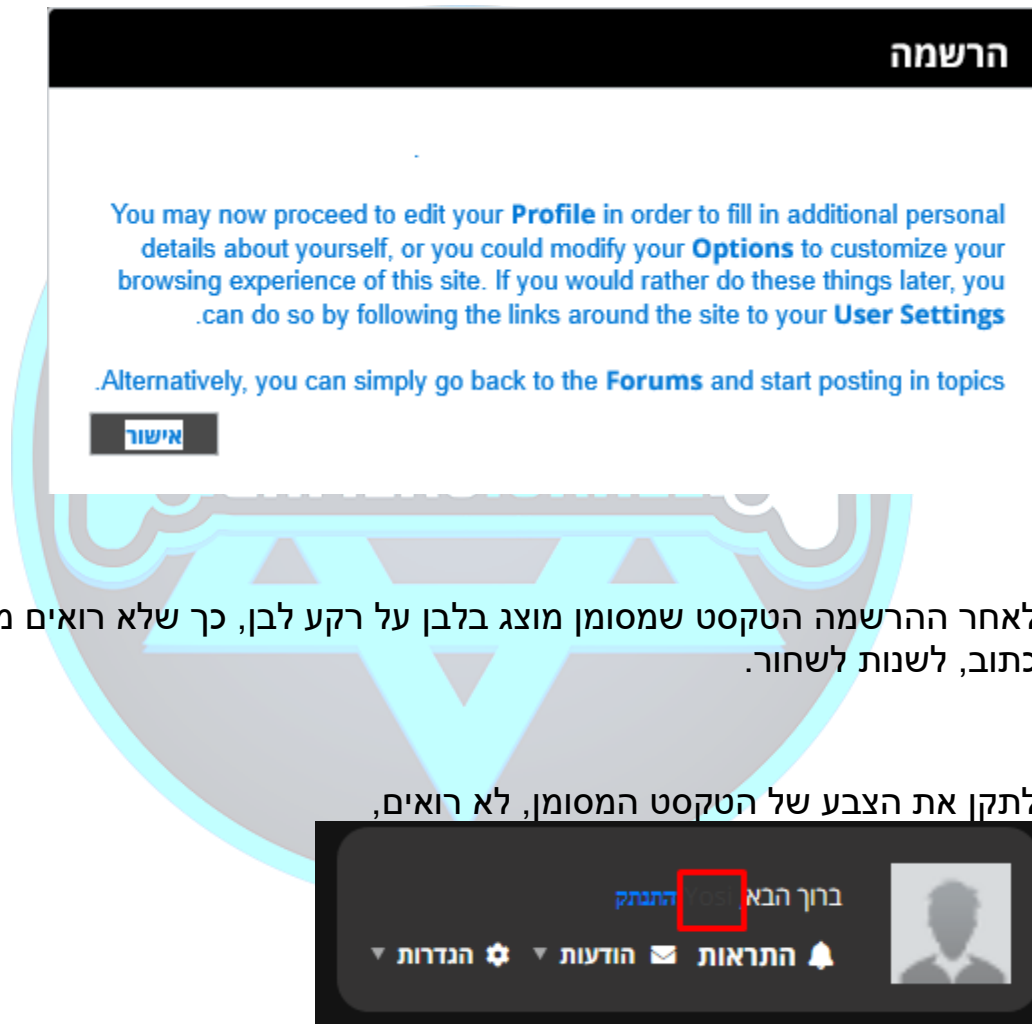 הרשמה
You may now proceed to edit your Profile in order to fill in additional personal
details about yourself, or you could modify your Options to customize your
browsing experience of this site. If you would rather do these things later, you
.can do so by following the links around the site to your User Settings
.Alternatively, you can simply go back to the Forums and start posting in topics
אישור
לאחר ההרשמה הטקסט שמסומן מוצג בלבן על רקע לבן, כך שלא רואים
כתוב, לשנות לשחור.
לתקן את הצבע של הטקסט המסומן, לא רואים,
ברוך הבא, Yosi התנתק
התראות הודעות הגדרות